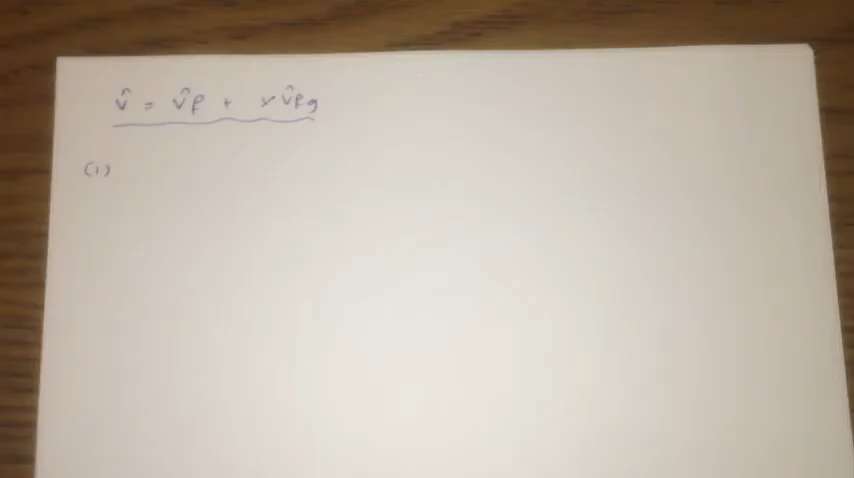 v̂ = v̂f + x v̂fg
(1)